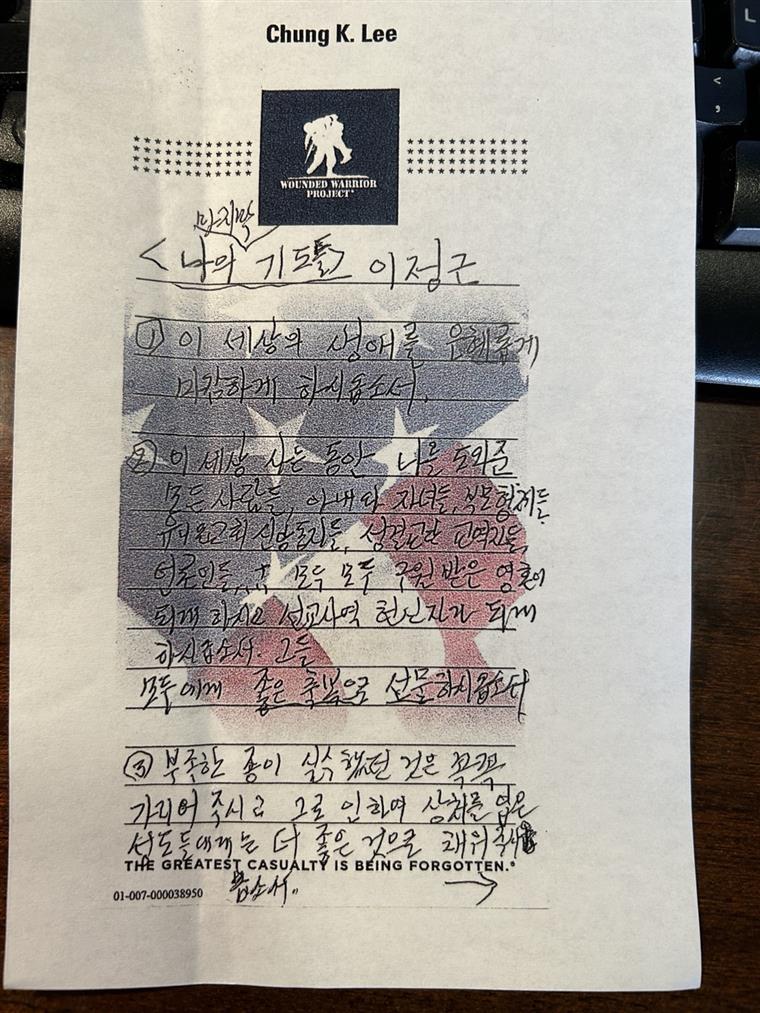 Chung K. Lee
WOUNDED WARRIOR
PROJECT®
마지막
<나의 기도들> 이정근
① 이 세상의 생애를 은혜롭게
마감하게 하시옵소서.
② 이 세상 사는 동안 나를 도와준
모든 사람들, 아내와 자녀들, 부모형제들
유니온교회 신앙동지들, 성결교단 교역자들,
언론인들, 모두 모두 구원 받은 영혼이
되게 하시고 선교사역 헌신자가 되게
하시옵소서. 그들
모두에게 좋은 축복으로 선물하시옵소서
③ 부족한 종이 실수했던 것은 꼭꼭
가리어 주시고 그로 인하여 상처를 입은
성도들에게는 더 좋은 것으로 채워 주시
THE GREATEST CASUALTY IS BEING FORGOTTEN.®
옵소서.
01-007-000038950
→